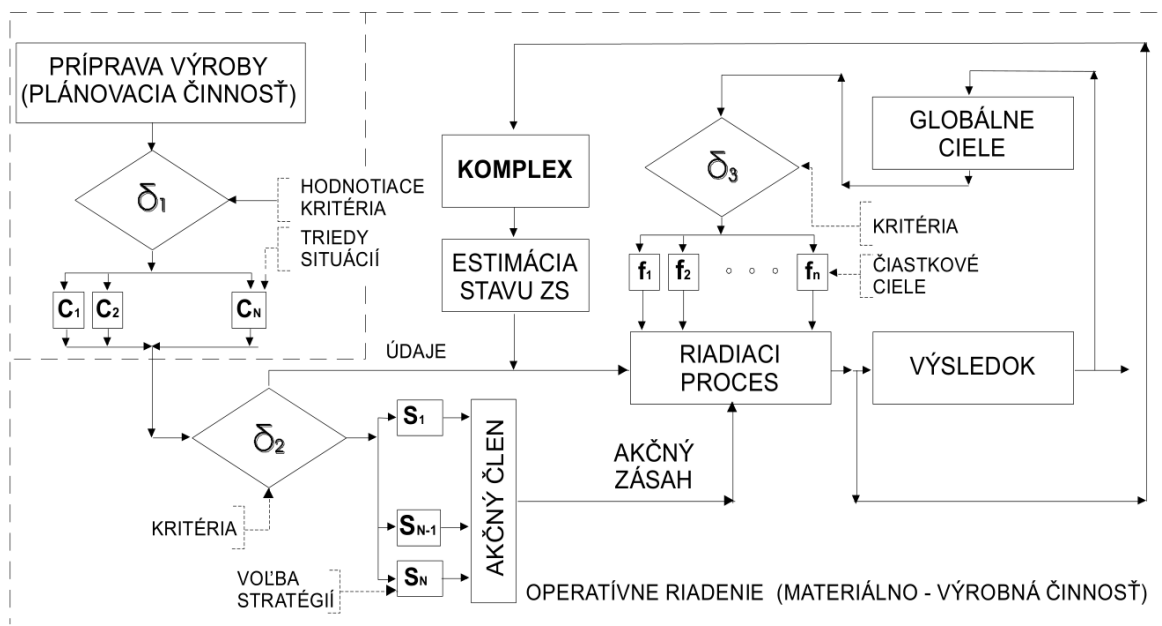 PRÍPRAVA VÝROBY
(PLÁNOVACIA ČINNOSŤ)
δ1
HODNOTIACE
KRITÉRIA
TRIEDY
SITUÁCIÍ
C1
C2
CN
KOMPLEX
ESTIMÁCIA
STAVU ZS
δ3
GLOBÁLNE
CIELE
KRITÉRIA
f1
f2
fn
ČIASTKOVÉ
CIELE
ÚDAJE
RIADIACI
PROCES
VÝSLEDOK
δ2
KRITÉRIA
S1
SN-1
SN
VOĽBA
STRATÉGIÍ
AKČNÝ ČLEN
AKČNÝ
ZÁSAH
OPERATÍVNE RIADENIE (MATERIÁLNO - VÝROBNÁ ČINNOSŤ)